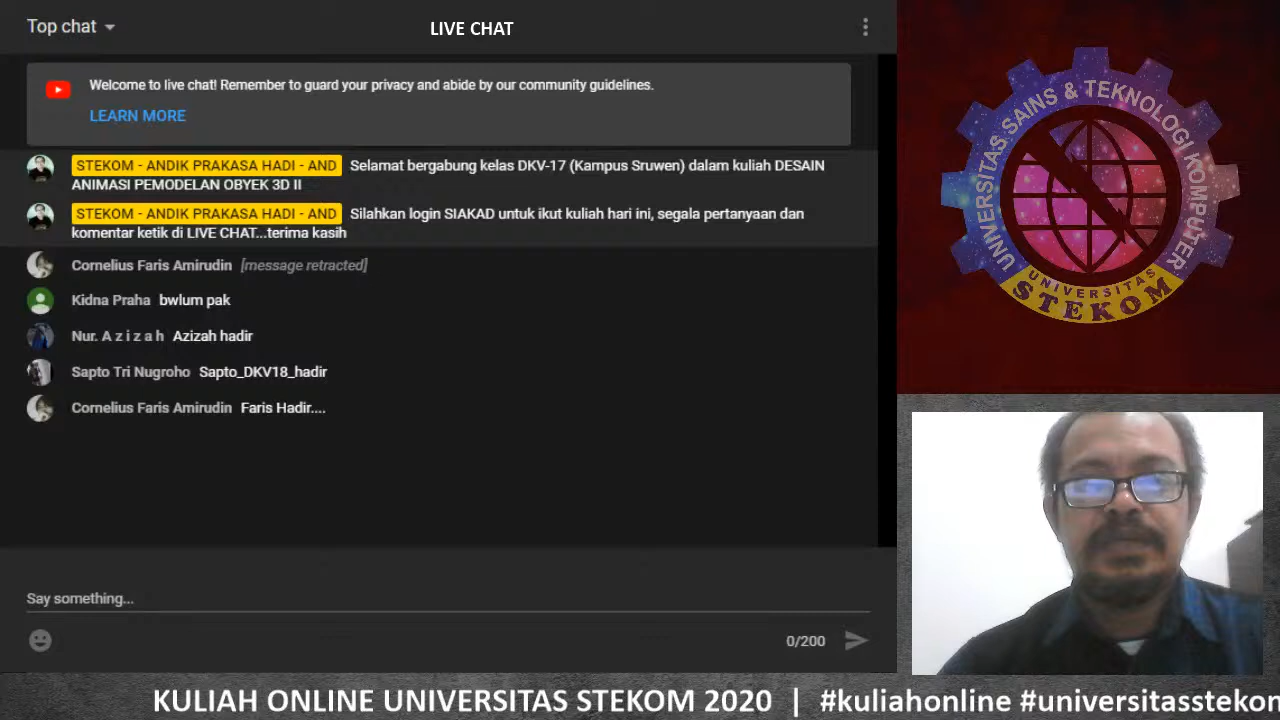 Top chat
LIVE CHAT
Welcome to live chat! Remember to guard your privacy and abide by our community guidelines.
LEARN MORE
STEKOM - ANDIK PRAKASA HADI - AND Selamat bergabung kelas DKV-17 (Kampus Sruwen) dalam kuliah DESAIN
ANIMASI PEMODELAN OBYEK 3D II
STEKOM - ANDIK PRAKASA HADI - AND Silahkan login SIAKAD untuk ikut kuliah hari ini, segala pertanyaan dan
komentar ketik di LIVE CHAT...terima kasih
Cornelius Faris Amirudin [message retracted]
Kidna Praha bwlum pak
Nur. A z i z a h Azizah hadir
Sapto Tri Nugroho Sapto_DKV18_hadir
Cornelius Faris Amirudin Faris Hadir....
Say something...
0/200
UNIVERSITAS SAINS & TEKNOLOGI KOMPUTER
UNIVERSITAS
STEKOM
KULIAH ONLINE UNIVERSITAS STEKOM 2020 | #kuliahonline #universitasstekom